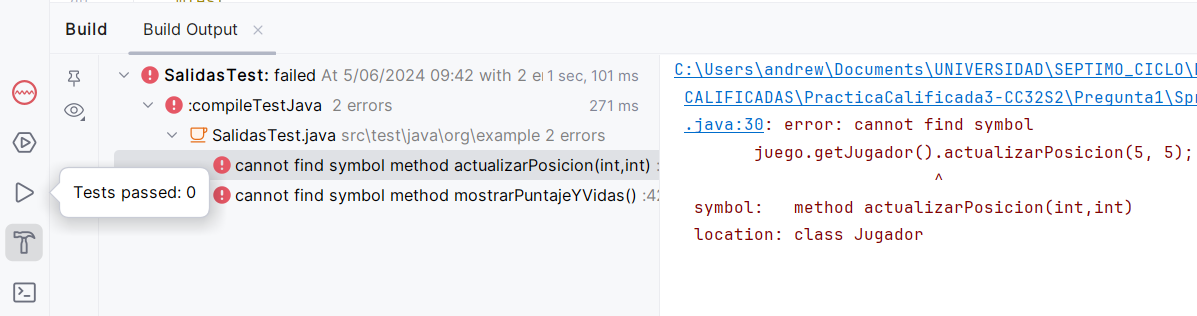 Build Build Output
SalidasTest: failed At 5/06/2024 09:42 with 2 er 1 sec, 101 ms
:compileTestJava 2 errors 271 ms
SalidasTest.java src\test\java\org\example 2 errors
cannot find symbol method actualizarPosicion(int,int) :
cannot find symbol method mostrarPuntajeYVidas() :42
Tests passed: 0
C:\Users\andrew\Documents\UNIVERSIDAD\SEPTIMO_CICLO\
CALIFICADAS\PracticaCalificada3-CC32S2\Pregunta1\Spr
.java:30: error: cannot find symbol
juego.getJugador().actualizarPosicion(5, 5);
^
symbol: method actualizarPosicion(int,int)
location: class Jugador